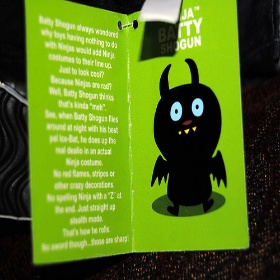 Batty Shogun always wondered
why toys having nothing to do
with Ninjas would add Ninja
costumes to their line up.
Just to look cool?
Because Ninjas are rad?
Well, Batty Shogun thinks
that's kinda "meh".
See, when Batty Shogun flies
around at night with his best
pal Ice-Bat, he does up the
real deallo in an actual
Ninja costume.
No red flames, stripes or
other crazy decorations.
No spelling Ninja with a "Z" at
the end. Just straight up
stealth mode.
That's how he rolls
No sword though...those are sharp!
NINJA™
BATTY
SHOGUN